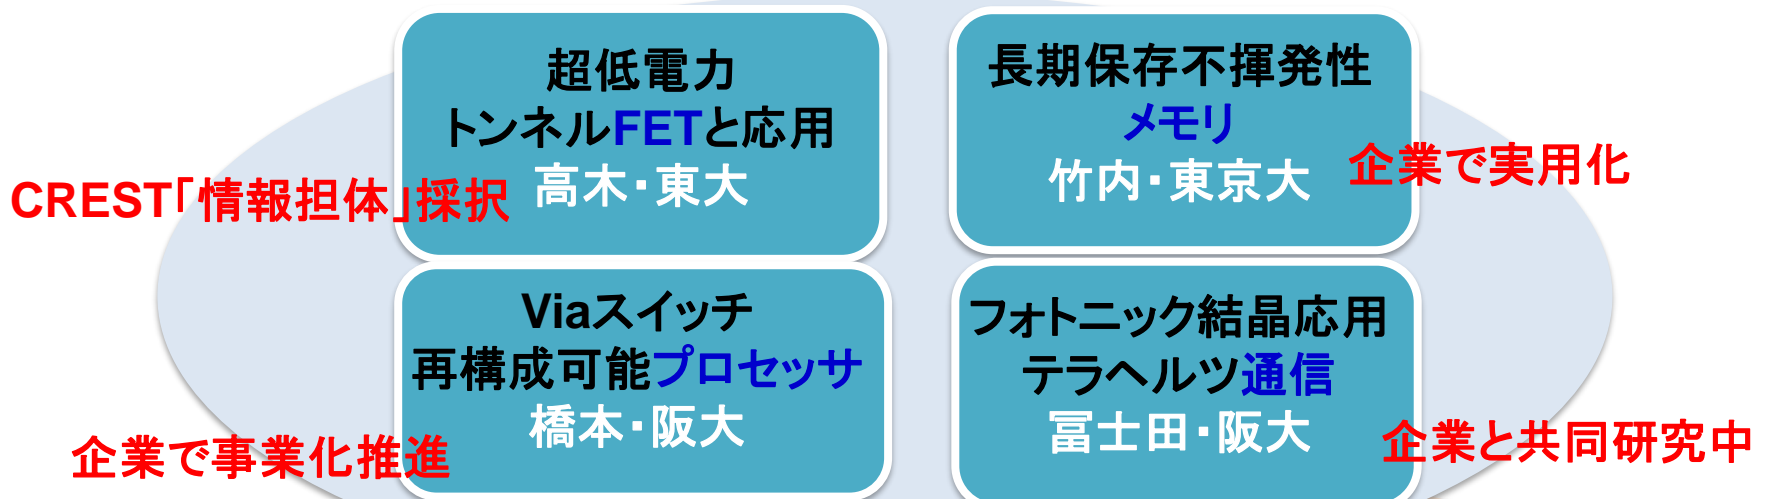 超低電力
トンネルFETと応用
高木・東大
CREST「情報担体」採択
長期保存不揮発性
メモリ
竹内・東京大
企業で実用化
Viaスイッチ
再構成可能プロセッサ
橋本・阪大
企業で事業化推進
フォトニック結晶応用
テラヘルツ通信
冨士田・阪大
企業と共同研究中